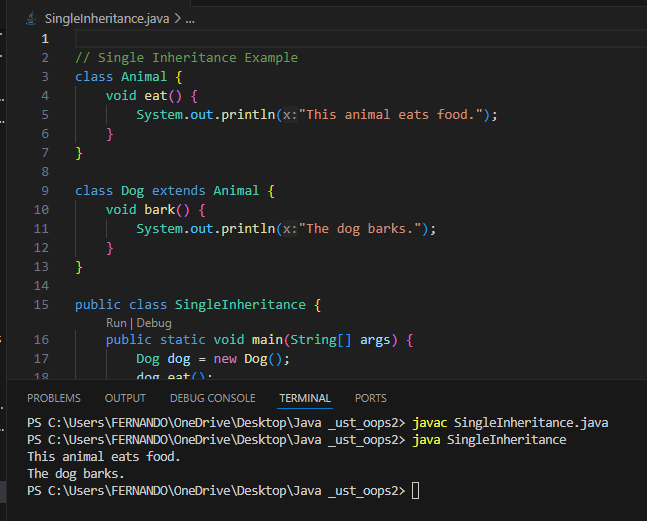 SingleInheritance.java > ...
1
2 // Single Inheritance Example
3 class Animal {
4 void eat() {
5 System.out.println(x:"This animal eats food.");
6 }
7 }
8
9 class Dog extends Animal {
10 void bark() {
11 System.out.println(x:"The dog barks.");
12 }
13 }
14
15 public class SingleInheritance {
Run | Debug
16 public static void main(String[] args) {
17 Dog dog = new Dog();
18 dog.eat();
PROBLEMS OUTPUT DEBUG CONSOLE TERMINAL PORTS
PS C:\Users\FERNANDO\OneDrive\Desktop\Java _ust_oops2> javac SingleInheritance.java
PS C:\Users\FERNANDO\OneDrive\Desktop\Java _ust_oops2> java SingleInheritance
This animal eats food.
The dog barks.
PS C:\Users\FERNANDO\OneDrive\Desktop\Java _ust_oops2>